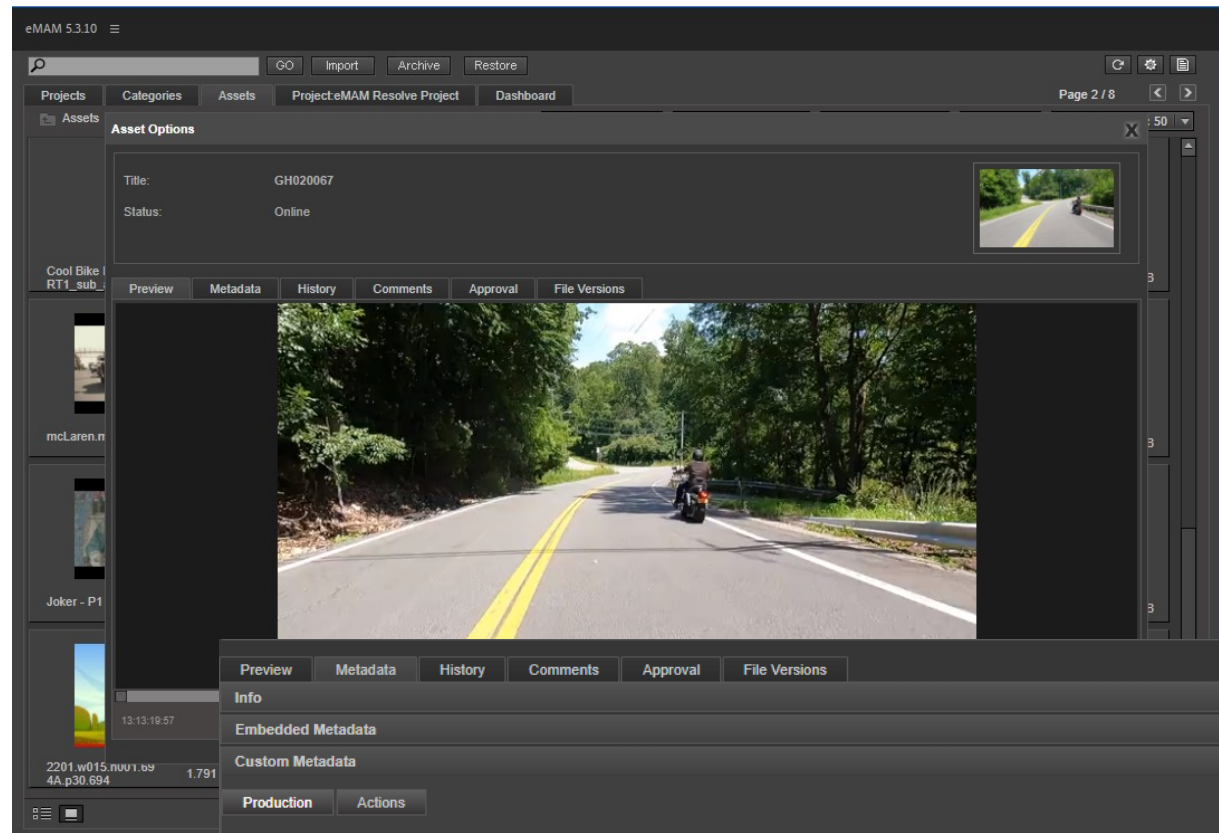 eMAM 5.3.10
GO Import Archive Restore
Projects Categories Assets Project:eMAM Resolve Project Dashboard Page 2 / 8
Assets
: 50
Asset Options
X
Title: GH020067
Status: Online
Cool Bike
RT1_sub_
B
Preview Metadata History Comments Approval File Versions
mcLaren.m
B
Joker - P1
B
Preview Metadata History Comments Approval File Versions
Info
13:13:19:57
Embedded Metadata
Custom Metadata
2201.w015.h001.69
4A.p30.694 1.791
Production Actions